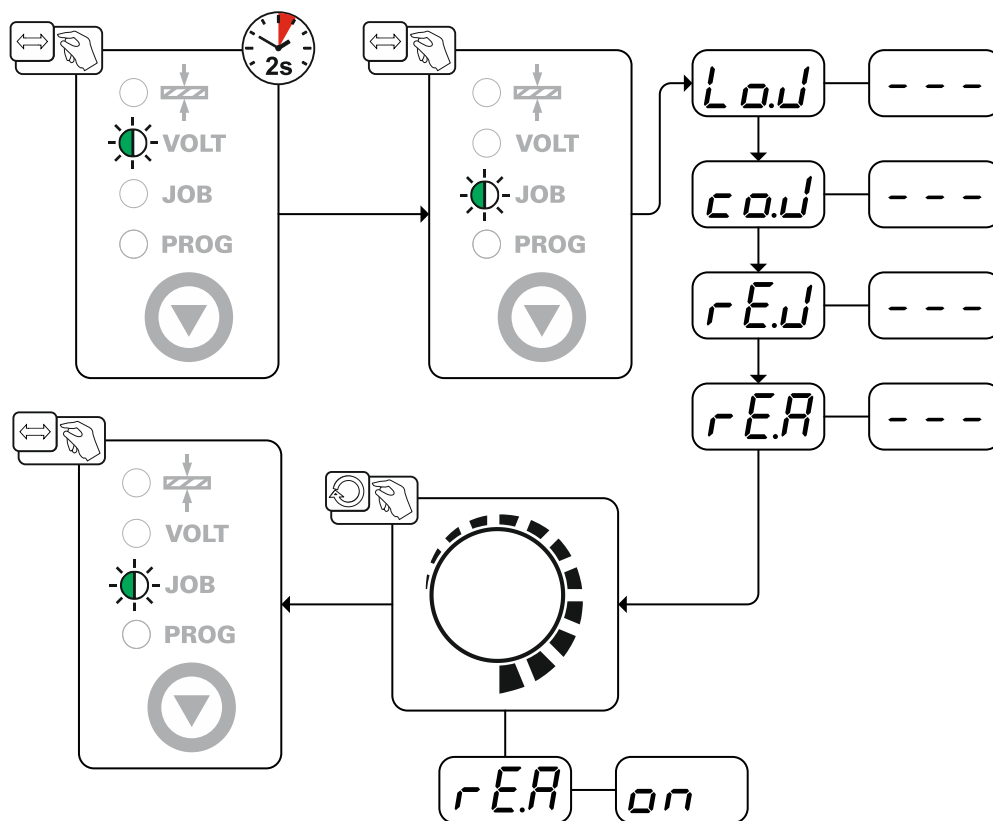 2s
VOLT
JOB
PROG
VOLT
JOB
PROG
Lo.J - - -
co.J - - -
rE.J - - -
rE.A - - -
VOLT
JOB
PROG
rE.A on